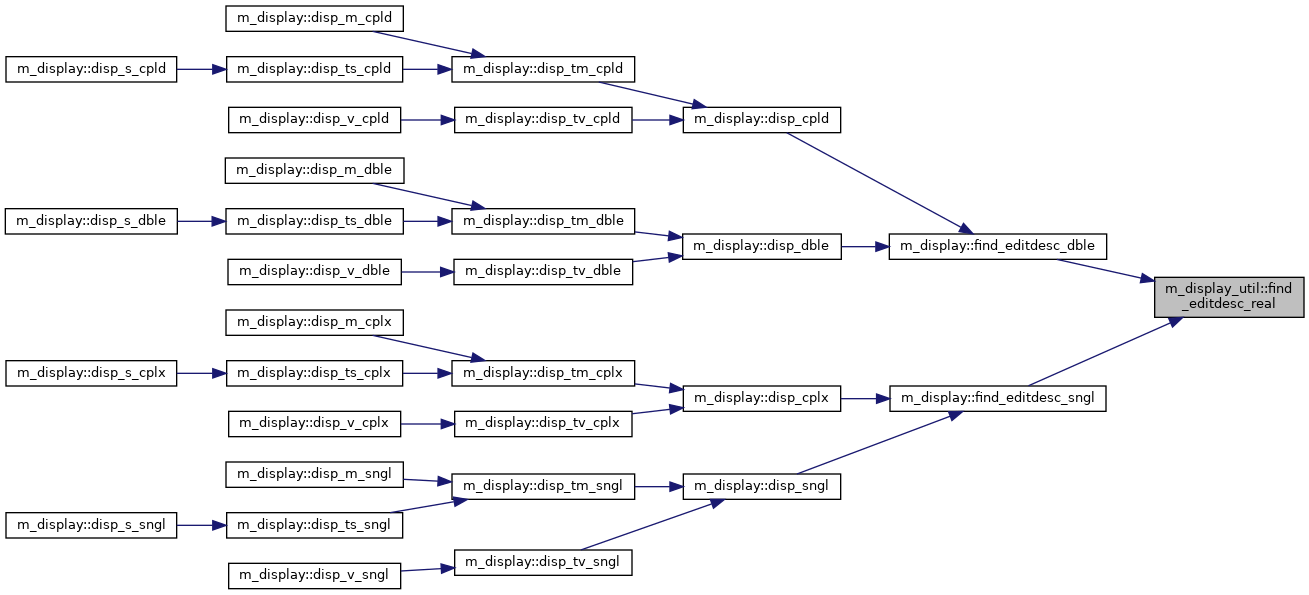 m_display::disp_m_cpld
m_display::disp_s_cpld
m_display::disp_ts_cpld
m_display::disp_tm_cpld
m_display::disp_v_cpld
m_display::disp_tv_cpld
m_display::disp_cpld
m_display::disp_m_dble
m_display::disp_s_dble
m_display::disp_ts_dble
m_display::disp_tm_dble
m_display::disp_dble
m_display::find_editdesc_dble
m_display::disp_v_dble
m_display::disp_tv_dble
m_display_util::find
_editdesc_real
m_display::disp_m_cplx
m_display::disp_s_cplx
m_display::disp_ts_cplx
m_display::disp_tm_cplx
m_display::disp_cplx
m_display::find_editdesc_sngl
m_display::disp_v_cplx
m_display::disp_tv_cplx
m_display::disp_m_sngl
m_display::disp_tm_sngl
m_display::disp_sngl
m_display::disp_s_sngl
m_display::disp_ts_sngl
m_display::disp_tv_sngl
m_display::disp_v_sngl